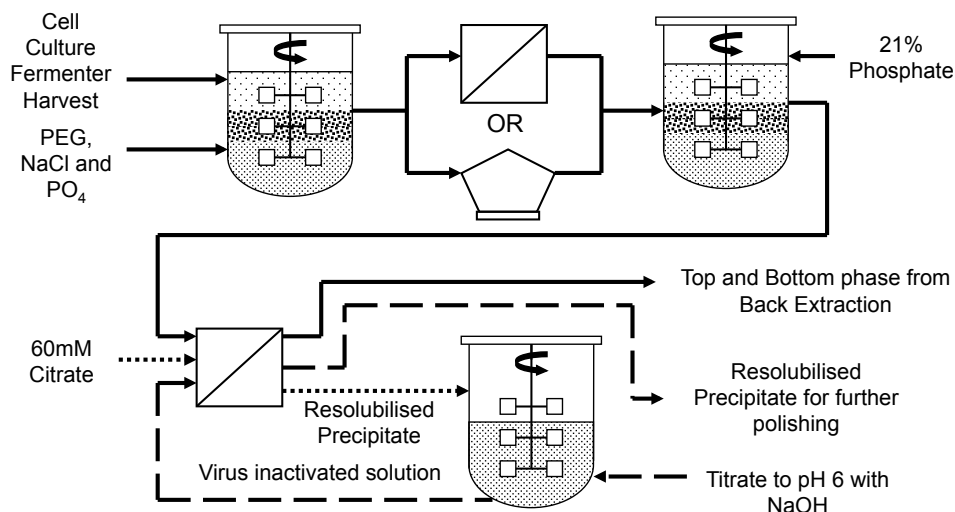 Cell
Culture
Fermenter
Harvest
PEG,
NaCl and
PO4
OR
21%
Phosphate
Top and Bottom phase from
Back Extraction
60mM
Citrate
Resolubilised
Precipitate
Resolubilised
Precipitate for further
polishing
Virus inactivated solution
Titrate to pH 6 with
NaOH